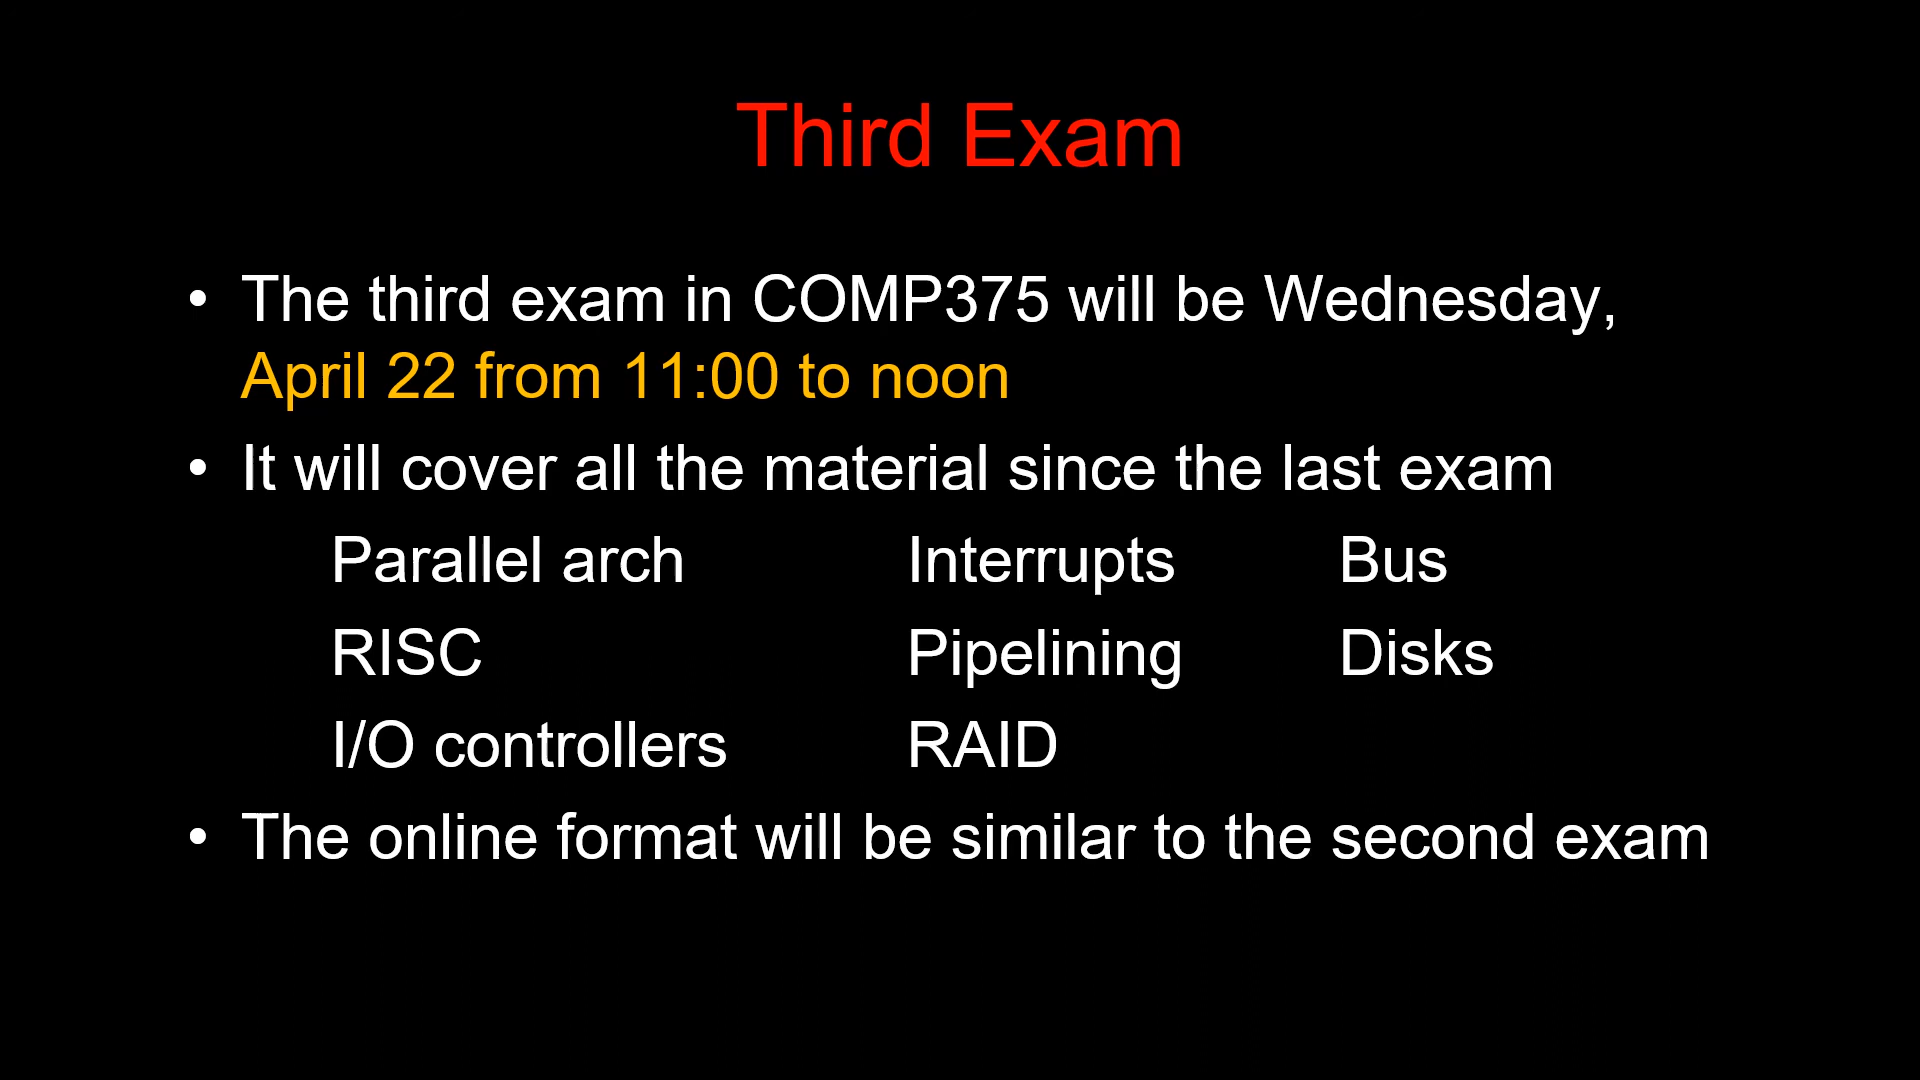 Third Exam
• The third exam in COMP375 will be Wednesday,
April 22 from 11:00 to noon
• It will cover all the material since the last exam
Parallel arch Interrupts Bus
RISC Pipelining Disks
I/O controllers RAID
• The online format will be similar to the second exam